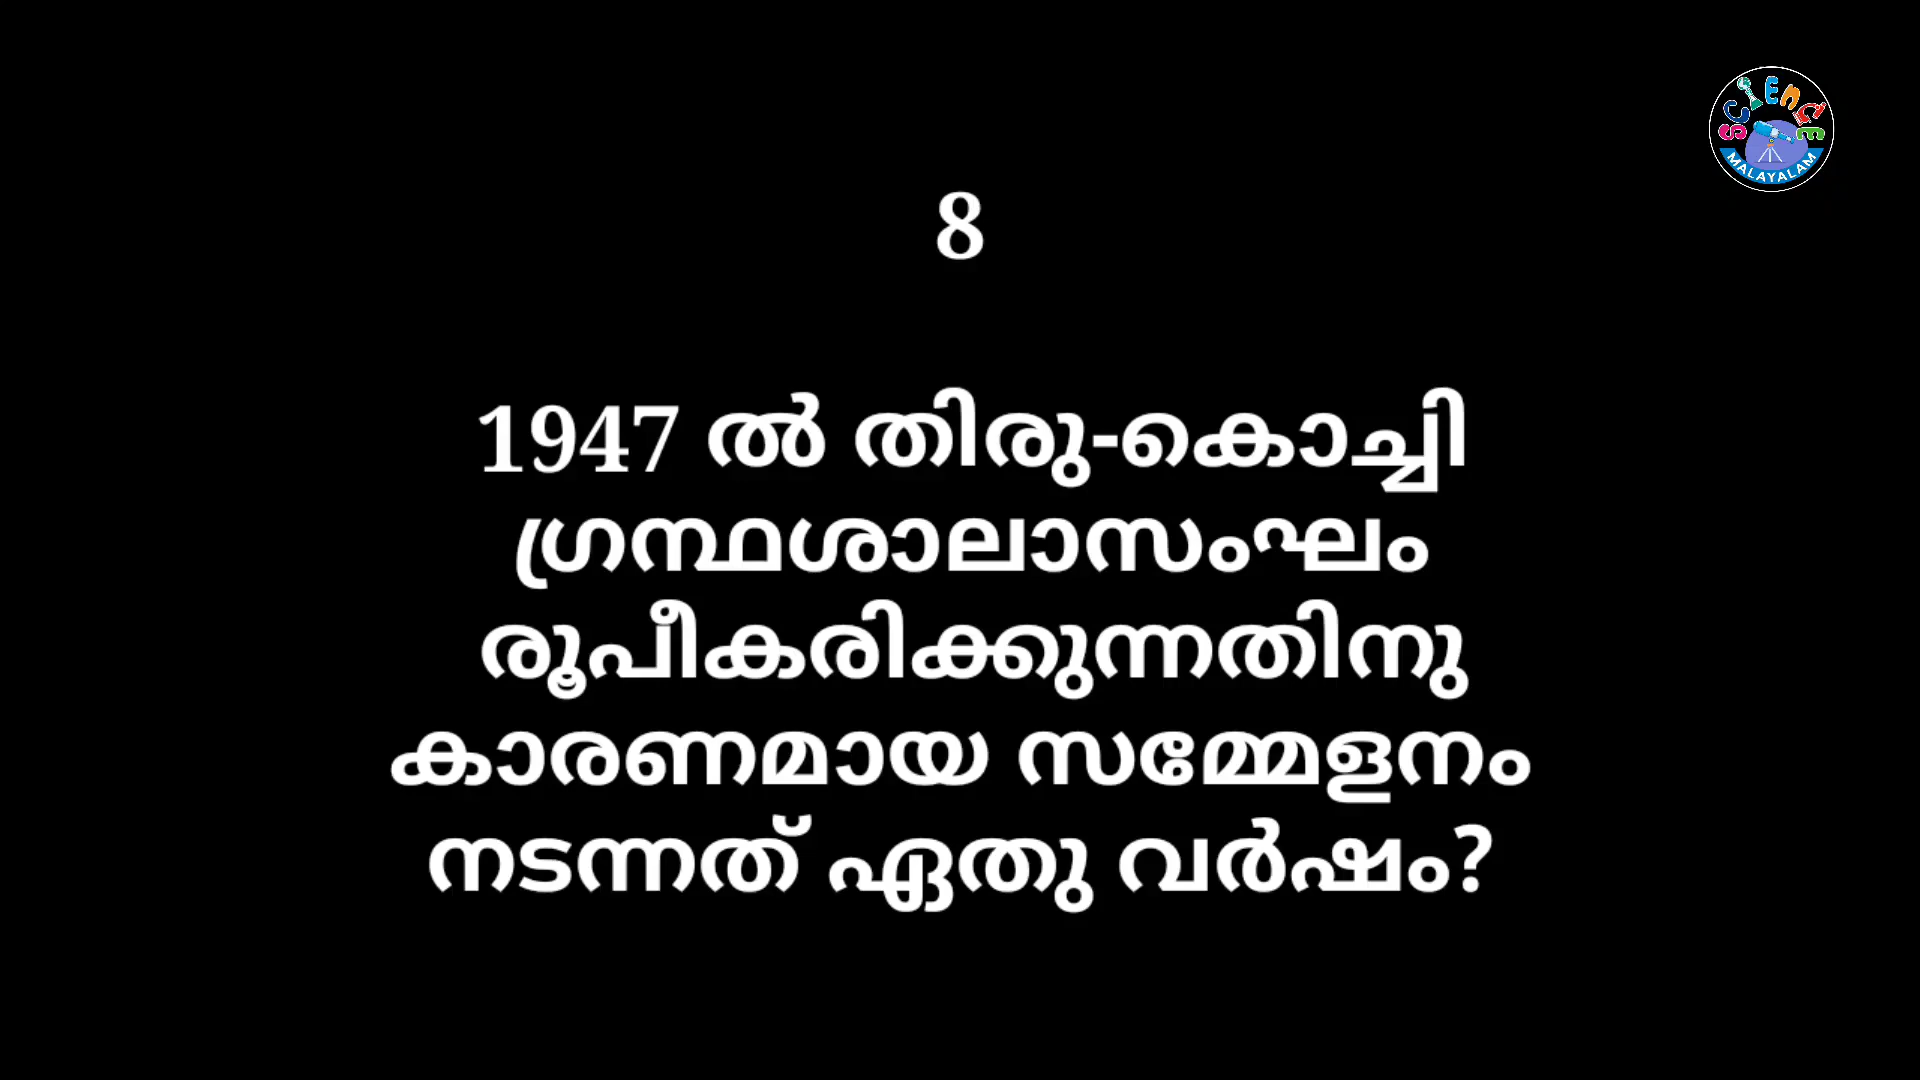 SCIENCE
MALAYALAM
8
1947 ൽ തിരു-കൊച്ചി
ഗ്രന്ഥശാലാസംഘം
രൂപീകരിക്കുന്നതിനു
കാരണമായ സമ്മേളനം
നടന്നത് ഏതു വർഷം?